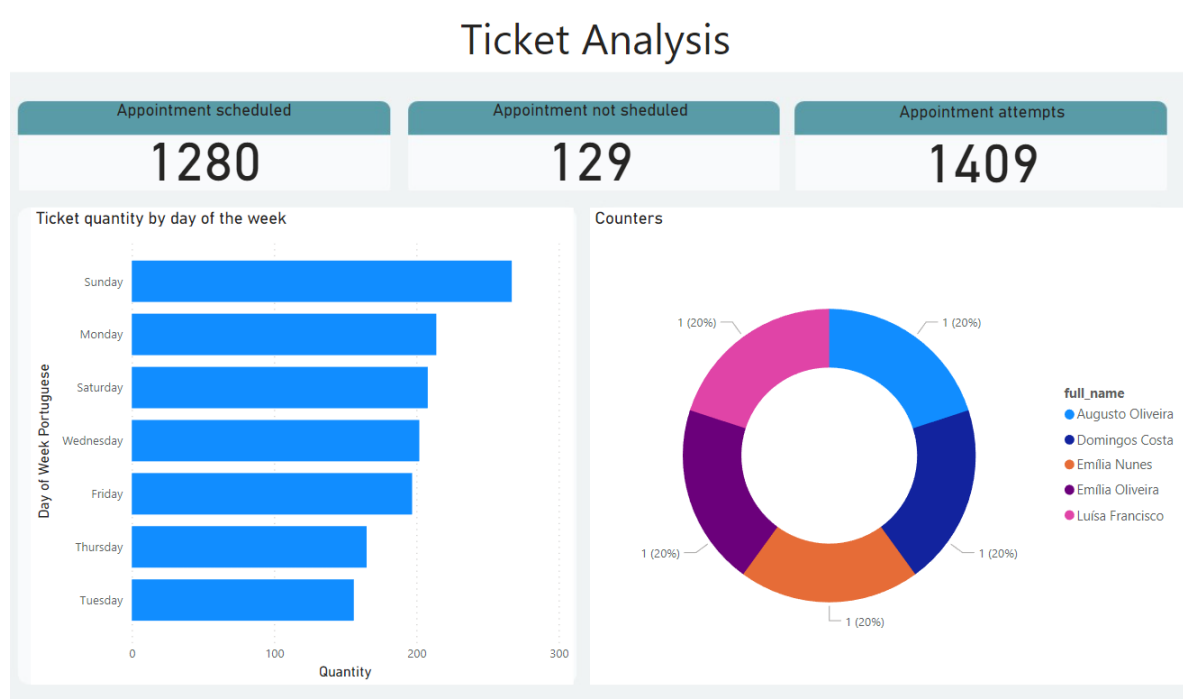 Ticket Analysis
Appointment scheduled
1280
Appointment not sheduled
129
Appointment attempts
1409
Ticket quantity by day of the week
Day of Week Portuguese
Sunday
Monday
Saturday
Wednesday
Friday
Thursday
Tuesday
0 100 200 300
Quantity
Counters
1 (20%)
1 (20%)
1 (20%)
1 (20%)
1 (20%)
full_name
Augusto Oliveira
Domingos Costa
Emília Nunes
Emília Oliveira
Luísa Francisco